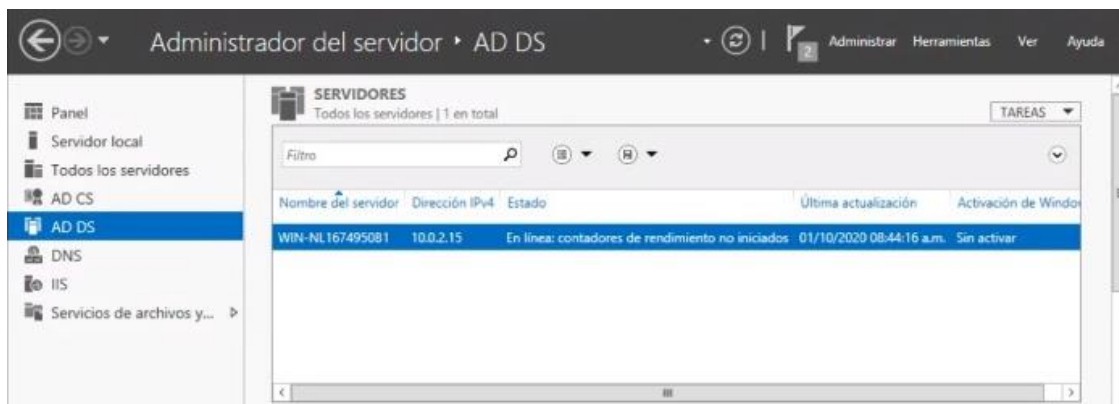 Administrador del servidor ‣ AD DS
2
Administrar Herramientas Ver Ayuda
Panel
Servidor local
Todos los servidores
AD CS
AD DS
DNS
IIS
Servicios de archivos y...
SERVIDORES
Todos los servidores | 1 en total
TAREAS
Filtro
Nombre del servidor Dirección IPv4 Estado Última actualización Activación de Window
WIN-NL167495081 10.0.2.15 En línea: contadores de rendimiento no iniciados 01/10/2020 08:44:16 a.m. Sin activar